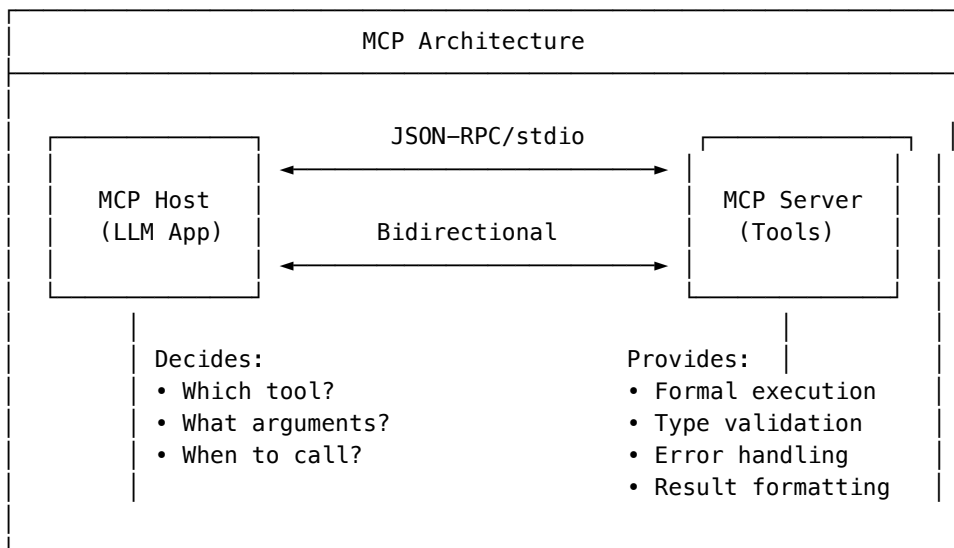 MCP Architecture
JSON–RPC/stdio
MCP Host
(LLM App)
Bidirectional
MCP Server
(Tools)
Decides:
• Which tool?
• What arguments?
• When to call?
Provides:
• Formal execution
• Type validation
• Error handling
• Result formatting